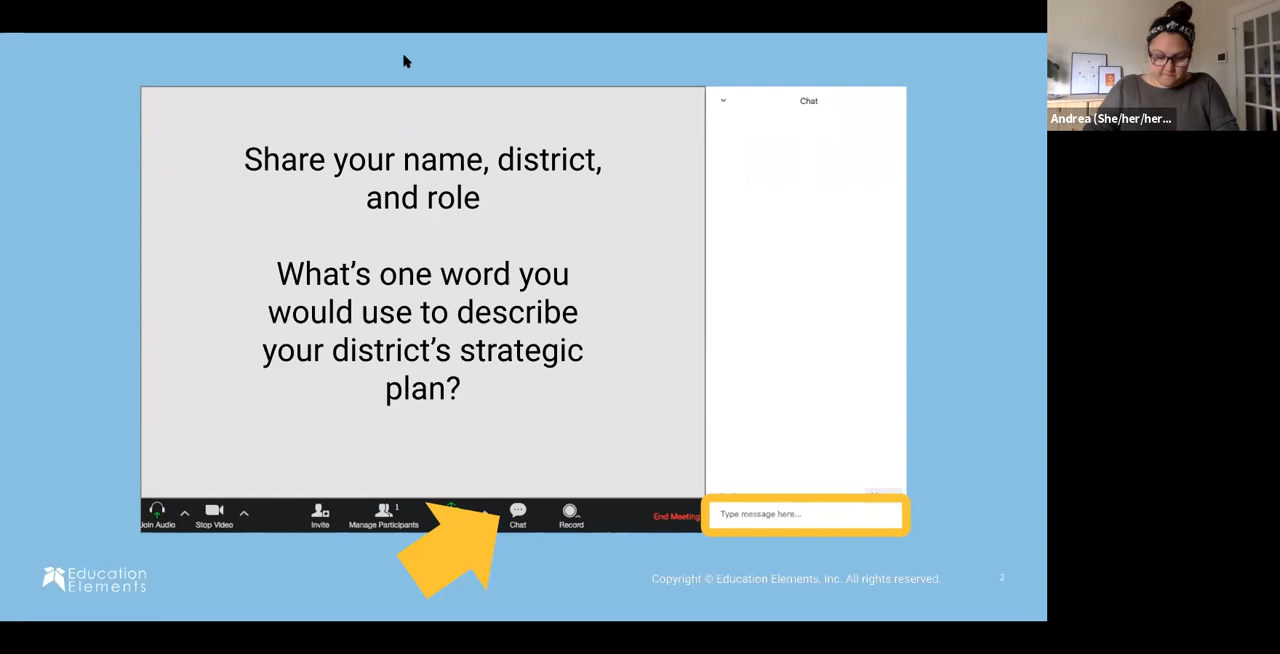 Share your name, district,
and role
What's one word you
would use to describe
your district's strategic
plan?
Chat
Type message here...
Join Audio
Stop Video
Invite
1
Manage Participants
Chat
Record
End Meeting
Education
Elements
Copyright © Education Elements, Inc. All rights reserved.
2
Andrea (She/her/her...